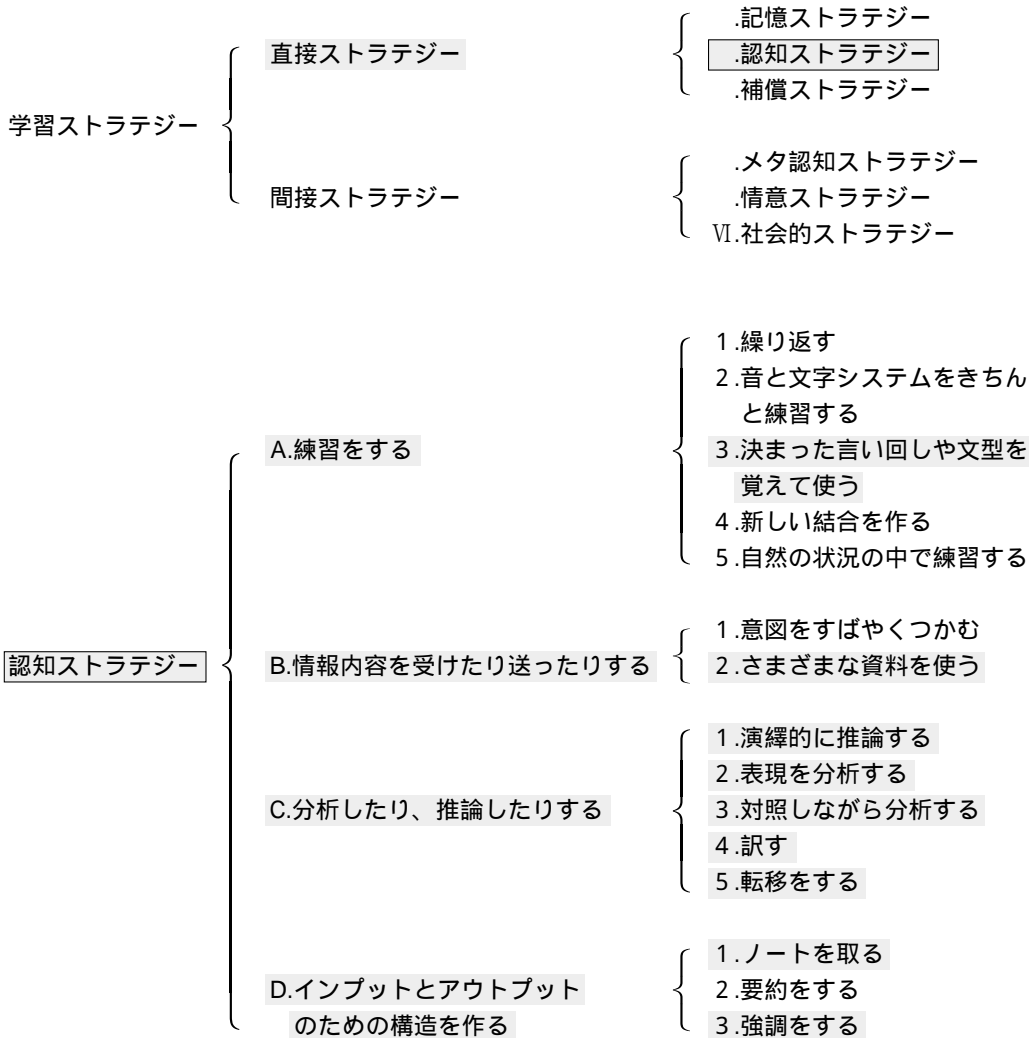 学習ストラテジー
直接ストラテジー
.記憶ストラテジー
.認知ストラテジー
.補償ストラテジー
間接ストラテジー
.メタ認知ストラテジー
.情意ストラテジー
Ⅵ.社会的ストラテジー
認知ストラテジー
A.練習をする
1.繰り返す
2.音と文字システムをきちん
と練習する
3.決まった言い回しや文型を
覚えて使う
4.新しい結合を作る
5.自然の状況の中で練習する
B.情報内容を受けたり送ったりする
1.意図をすばやくつかむ
2.さまざまな資料を使う
C.分析したり、推論したりする
1.演繹的に推論する
2.表現を分析する
3.対照しながら分析する
4.訳す
5.転移をする
D.インプットとアウトプット
のための構造を作る
1.ノートを取る
2.要約をする
3.強調をする